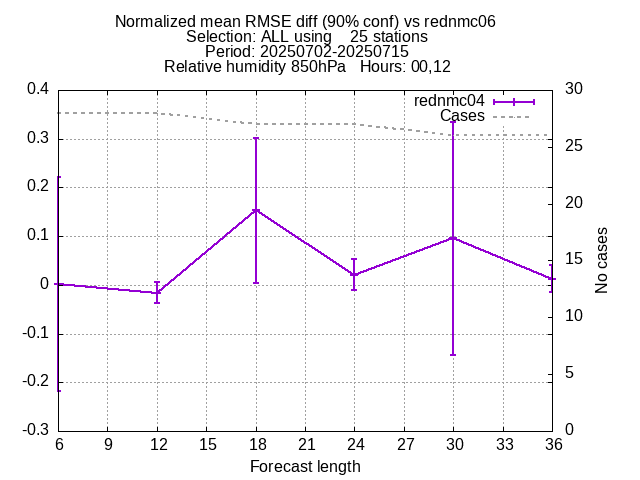 Normalized mean RMSE diff (90% conf) vs rednmc06
Selection: ALL using    25 stations
Period: 20250702-20250715
Relative humidity 850hPa   Hours: 00,12
rednmc04
Cases
0.4
0.3
0.2
0.1
0
-0.1
-0.2
-0.3
30
25
20
15
10
5
0
No cases
6 9 12 15 18 21 24 27 30 33 36
Forecast length